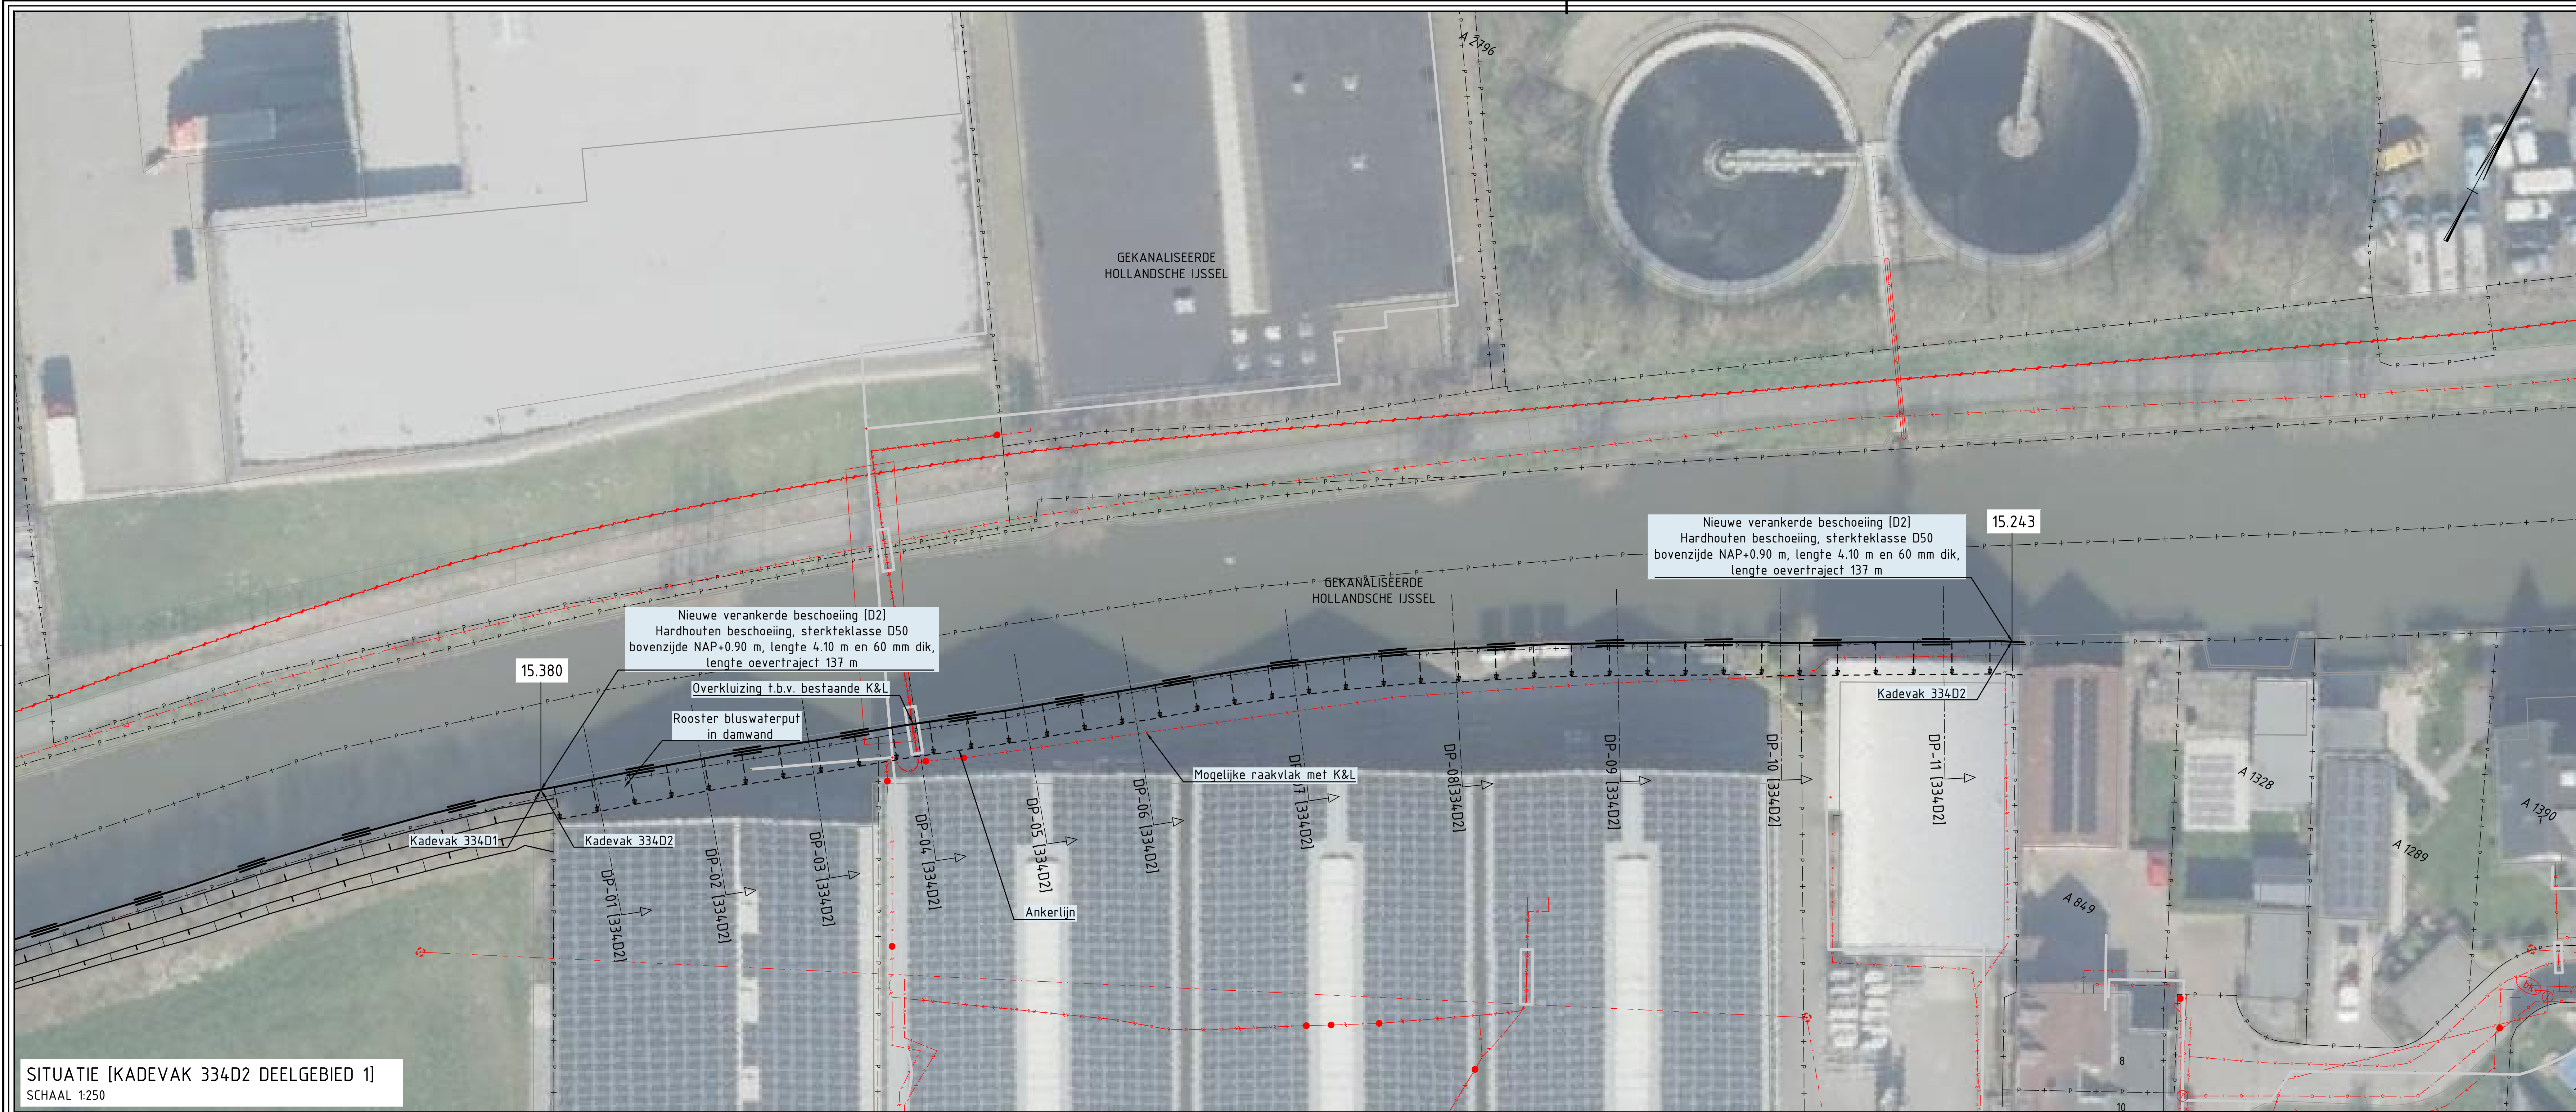 A 2796
GEKANALISEERDE
HOLLANDSCHE IJSSEL
Nieuwe verankerde beschoeiing [D2]
Hardhouten beschoeiing, sterkteklasse D50
bovenzijde NAP+0.90 m, lengte 4.10 m en 60 mm dik,
lengte oevertraject 137 m
15.243
GEKANALISEERDE
HOLLANDSCHE IJSSEL
Nieuwe verankerde beschoeiing [D2]
Hardhouten beschoeiing, sterkteklasse D50
bovenzijde NAP+0.90 m, lengte 4.10 m en 60 mm dik,
lengte oevertraject 137 m
15.380
Overkluizing t.b.v. bestaande K&L
Rooster bluswaterput
in damwand
Kadevak 334D2
Mogelijke raakvlak met K&L
Kadevak 334D1
Kadevak 334D2
DP-01 [334D2]
DP-02 [334D2]
DP-03 [334D2]
DP-04 [334D2]
DP-05 [334D2]
DP-06 [334D2]
DP-07 [334D2]
DP-08[334D2]
DP-09 [334D2]
DP-10 [334D2]
DP-11 [334D2]
Ankerlijn
A 1328
A 1390
A 1289
A 849
8
10
SITUATIE [KADEVAK 334D2 DEELGEBIED 1]
SCHAAL 1:250